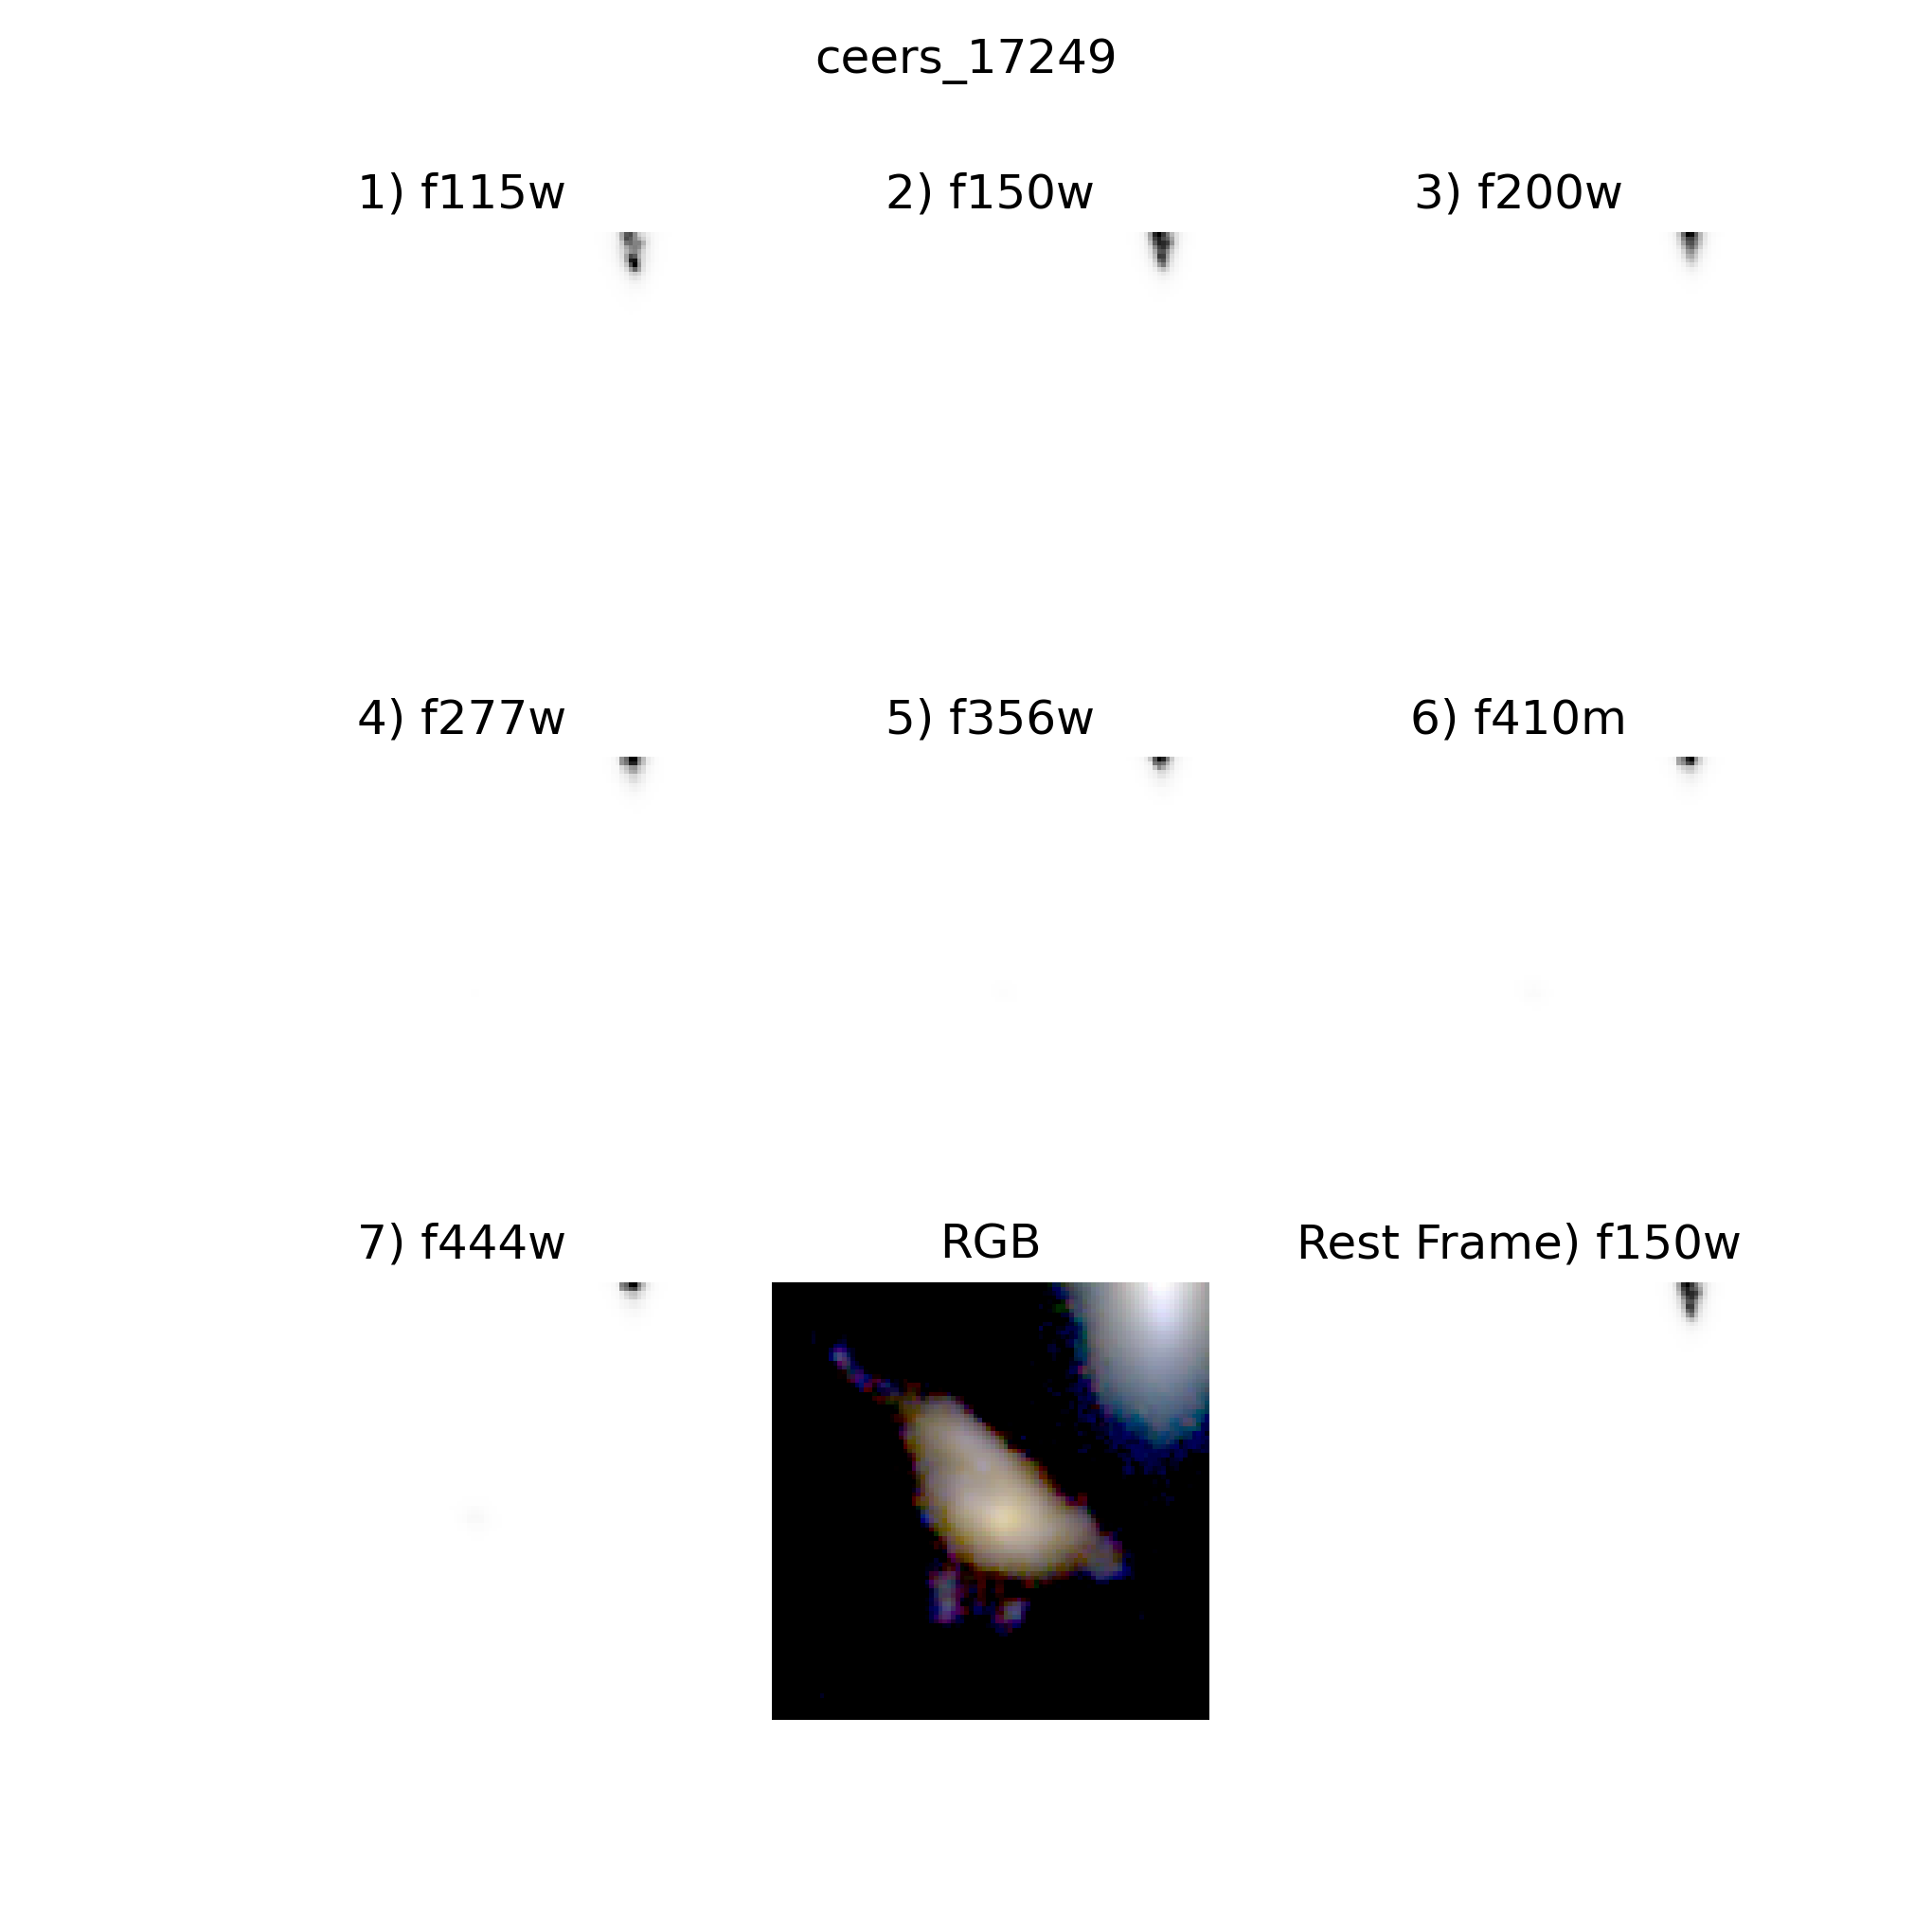 ceers_17249
1) f115w
2) f150w
3) f200w
4) f277w
5) f356w
6) f410m
7) f444w
RGB
Rest Frame) f150w